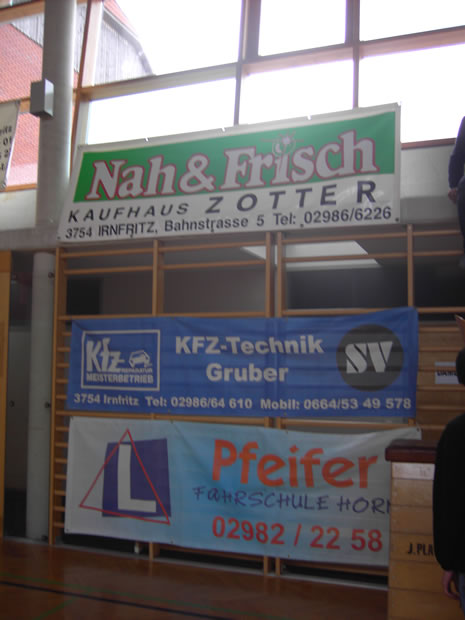 Nah & Frisch
KAUFHAUS ZOTTER
3754 IRNFRITZ, Bahnstrasse 5 Tel: 02986/6226
Kfz
REPARATUR
MEISTERBETRIEB
KFZ-Technik
Gruber
SV
3754 Irnfritz Tel: 02986/64 610 Mobil: 0664/53 49 578
L
Pfeifer
FAHRSCHULE HORN
02982 / 22 58